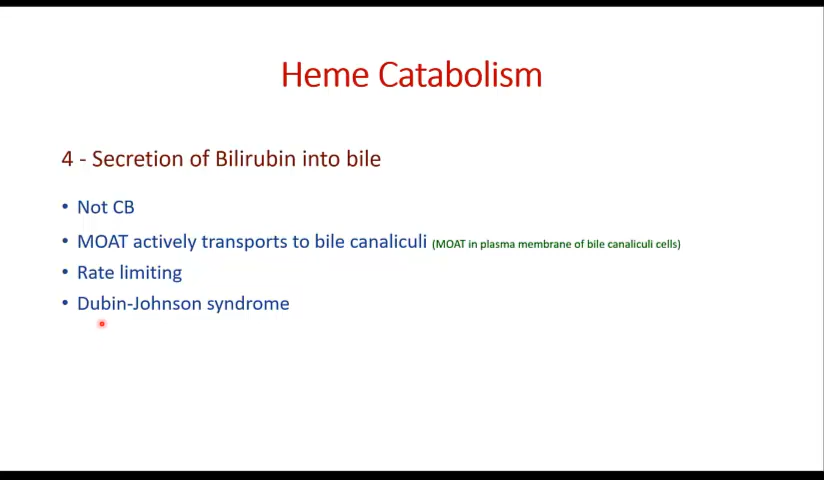 Heme Catabolism
4 - Secretion of Bilirubin into bile
• Not CB
• MOAT actively transports to bile canaliculi (MOAT in plasma membrane of bile canaliculi cells)
• Rate limiting
• Dubin-Johnson syndrome